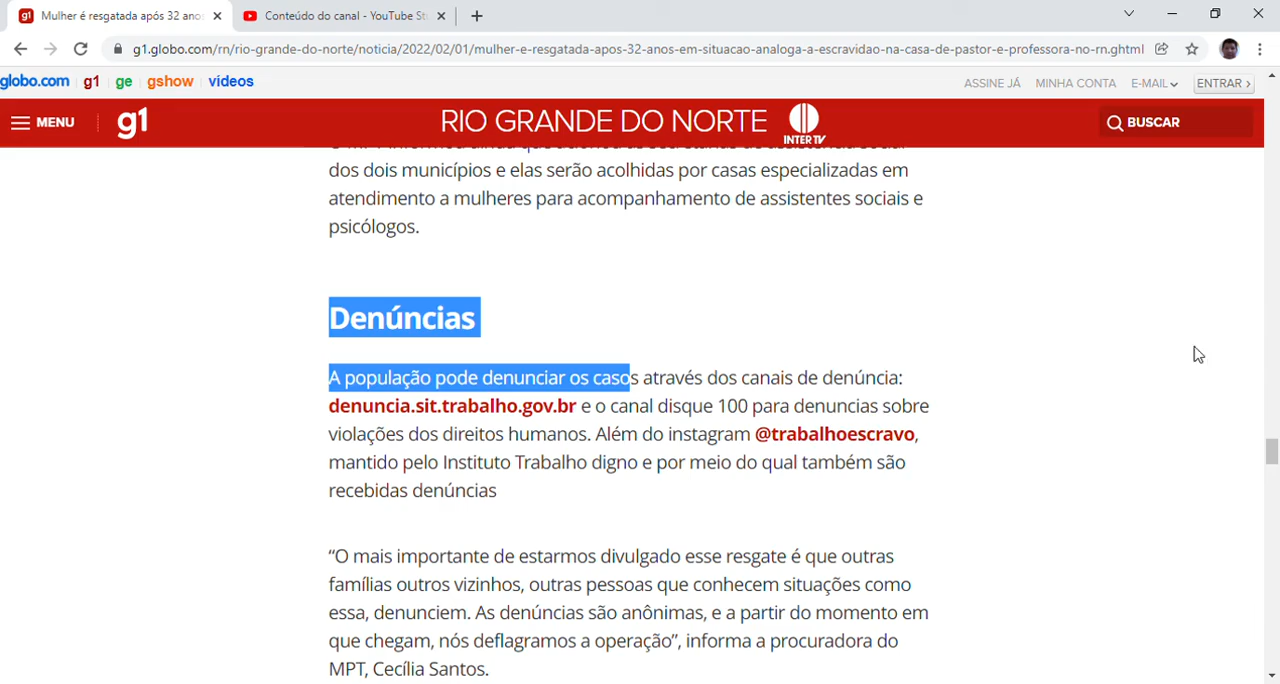 Mulher é resgatada após 32 anos
Conteúdo do canal - YouTube St
g1.globo.com/rn/rio-grande-do-norte/noticia/2022/02/01/mulher-e-resgatada-apos-32-anos-em-situacao-analoga-a-escravidao-na-casa-de-pastor-e-professora-no-rn.ghtml
globo.com g1 ge gshow vídeos ASSINE JÁ MINHA CONTA E-MAIL ENTRAR
MENU g1 RIO GRANDE DO NORTE INTER TV BUSCAR
dos dois municípios e elas serão acolhidas por casas especializadas em
atendimento a mulheres para acompanhamento de assistentes sociais e
psicólogos.
Denúncias
A população pode denunciar os casos através dos canais de denúncia:
denuncia.sit.trabalho.gov.br e o canal disque 100 para denuncias sobre
violações dos direitos humanos. Além do instagram @trabalhoescravo,
mantido pelo Instituto Trabalho digno e por meio do qual também são
recebidas denúncias
“O mais importante de estarmos divulgado esse resgate é que outras
famílias outros vizinhos, outras pessoas que conhecem situações como
essa, denunciem. As denúncias são anônimas, e a partir do momento em
que chegam, nós deflagramos a operação”, informa a procuradora do
MPT, Cecília Santos.